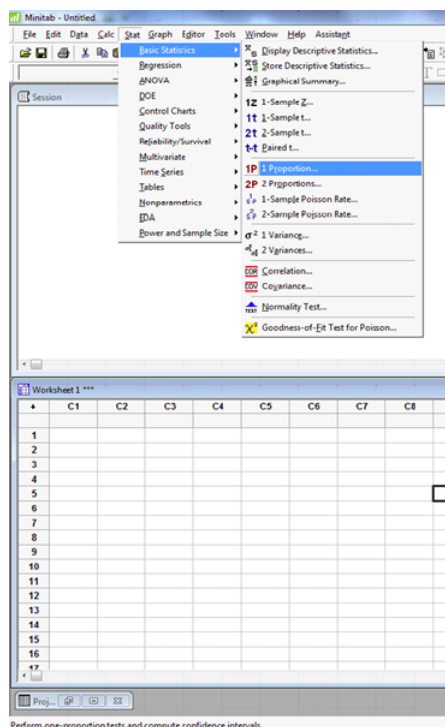 Minitab - Untitled
File Edit Data Calc Stat Graph Editor Tools Window Help Assistant
Session
Basic Statistics
Regression
ANOVA
DOE
Control Charts
Quality Tools
Reliability/Survival
Multivariate
Time Series
Tables
Nonparametrics
EDA
Power and Sample Size
Display Descriptive Statistics...
Store Descriptive Statistics...
Graphical Summary...
1Z 1-Sample Z...
1t 1-Sample t...
2t 2-Sample t...
t-t Paired t...
1P 1 Proportion...
2P 2 Proportions...
1-Sample Poisson Rate...
2-Sample Poisson Rate...
σ² 1 Variance...
2 Variances...
COR Correlation...
COV Covariance...
TEST Normality Test...
Goodness-of-Fit Test for Poisson...
Worksheet 1 ***
C1 C2 C3 C4 C5 C6 C7 C8
1
2
3
4
5
6
7
8
9
10
11
12
13
14
15
16
17
Proj...
Perform one-proportion tests and compute confidence intervals